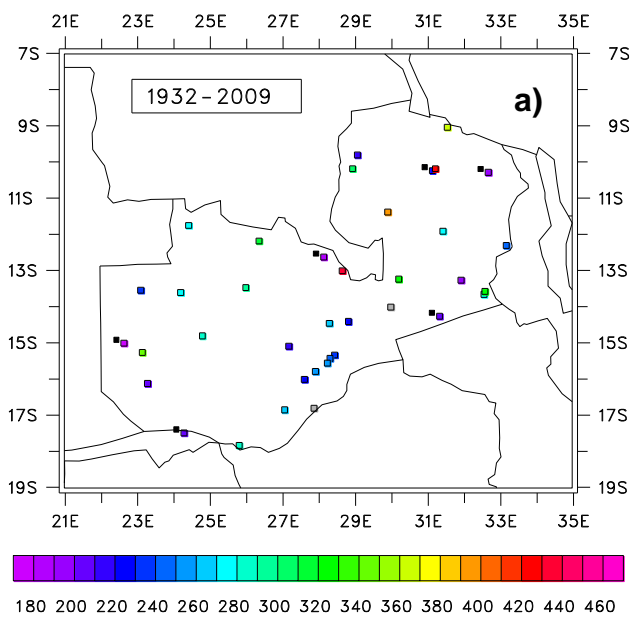 21E 23E 25E 27E 29E 31E 33E 35E
7S 7S
1932-2009 a)
9S 9S
11S 11S
13S 13S
15S 15S
17S 17S
19S 19S
21E 23E 25E 27E 29E 31E 33E 35E
180 200 220 240 260 280 300 320 340 360 380 400 420 440 460